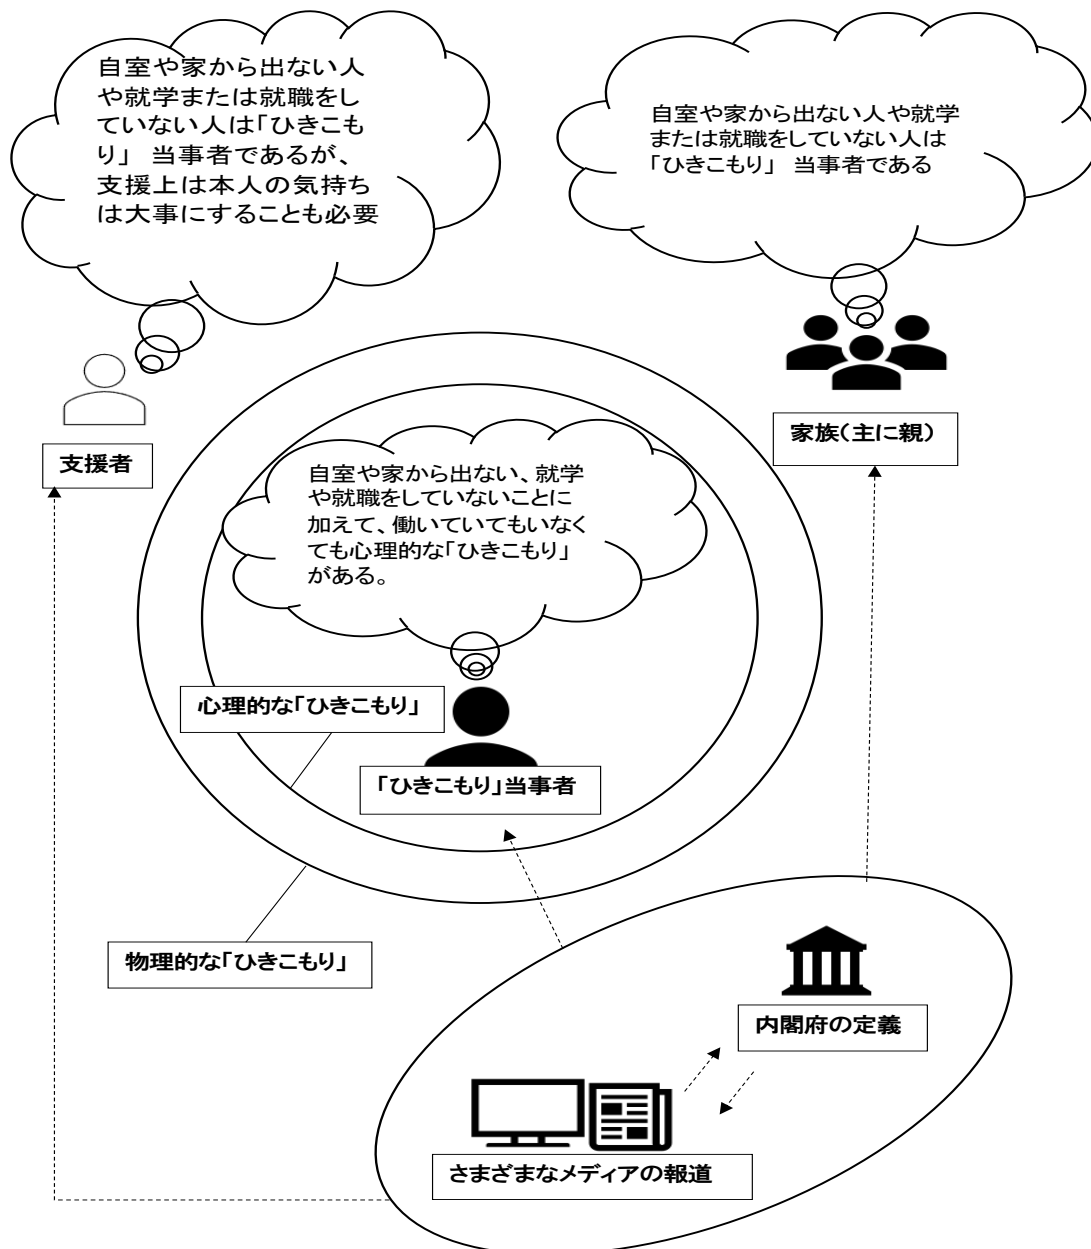 自室や家から出ない人
や就学または就職をし
ていない人は「ひきこも
り」 当事者であるが、
支援上は本人の気持ち
は大事にすることも必要
自室や家から出ない人や就学
または就職をしていない人は
「ひきこもり」 当事者である
支援者
家族(主に親)
自室や家から出ない、就学
や就職をしていないことに
加えて、働いていてもいなく
ても心理的な「ひきこもり」
がある。
心理的な「ひきこもり」
「ひきこもり」当事者
物理的な「ひきこもり」
内閣府の定義
さまざまなメディアの報道